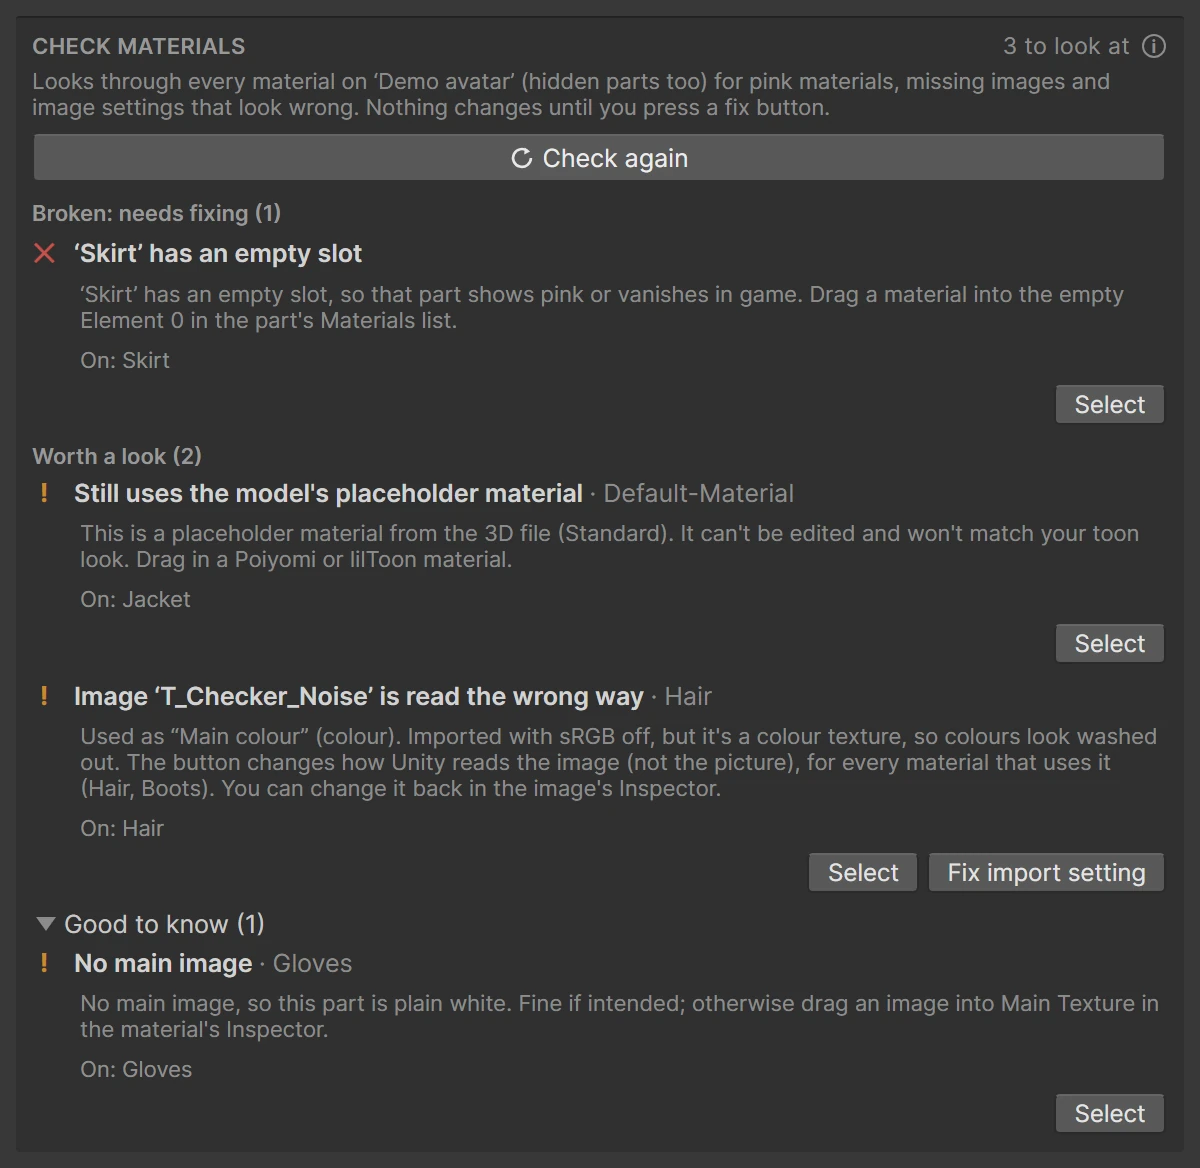 CHECK MATERIALS
3 to look at
Looks through every material on ‘Demo avatar’ (hidden parts too) for pink materials, missing images and
image settings that look wrong. Nothing changes until you press a fix button.
Check again
Broken: needs fixing (1)
‘Skirt’ has an empty slot
‘Skirt’ has an empty slot, so that part shows pink or vanishes in game. Drag a material into the empty
Element 0 in the part's Materials list.
On: Skirt
Select
Worth a look (2)
! Still uses the model's placeholder material · Default-Material
This is a placeholder material from the 3D file (Standard). It can't be edited and won't match your toon
look. Drag in a Poiyomi or lilToon material.
On: Jacket
Select
! Image ‘T_Checker_Noise’ is read the wrong way · Hair
Used as “Main colour” (colour). Imported with sRGB off, but it's a colour texture, so colours look washed
out. The button changes how Unity reads the image (not the picture), for every material that uses it
(Hair, Boots). You can change it back in the image's Inspector.
On: Hair
Select
Fix import setting
Good to know (1)
! No main image · Gloves
No main image, so this part is plain white. Fine if intended; otherwise drag an image into Main Texture in
the material's Inspector.
On: Gloves
Select